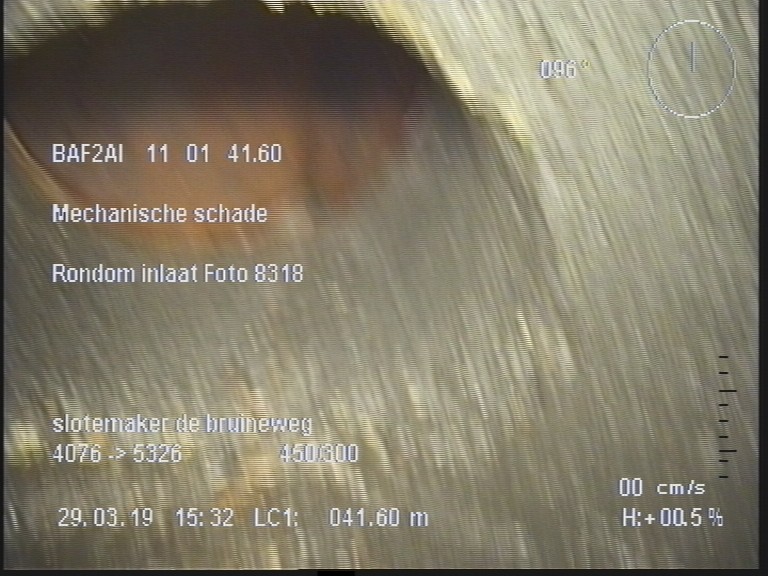 096°
BAF2AI 11 01 41.60
Mechanische schade
Rondom inlaat Foto 8318
slotemaker de bruineweg
4076 -> 5326 450/300
00 cm/s
29.03.19 15:32 LC1: 041.60 m H:+00.5 %